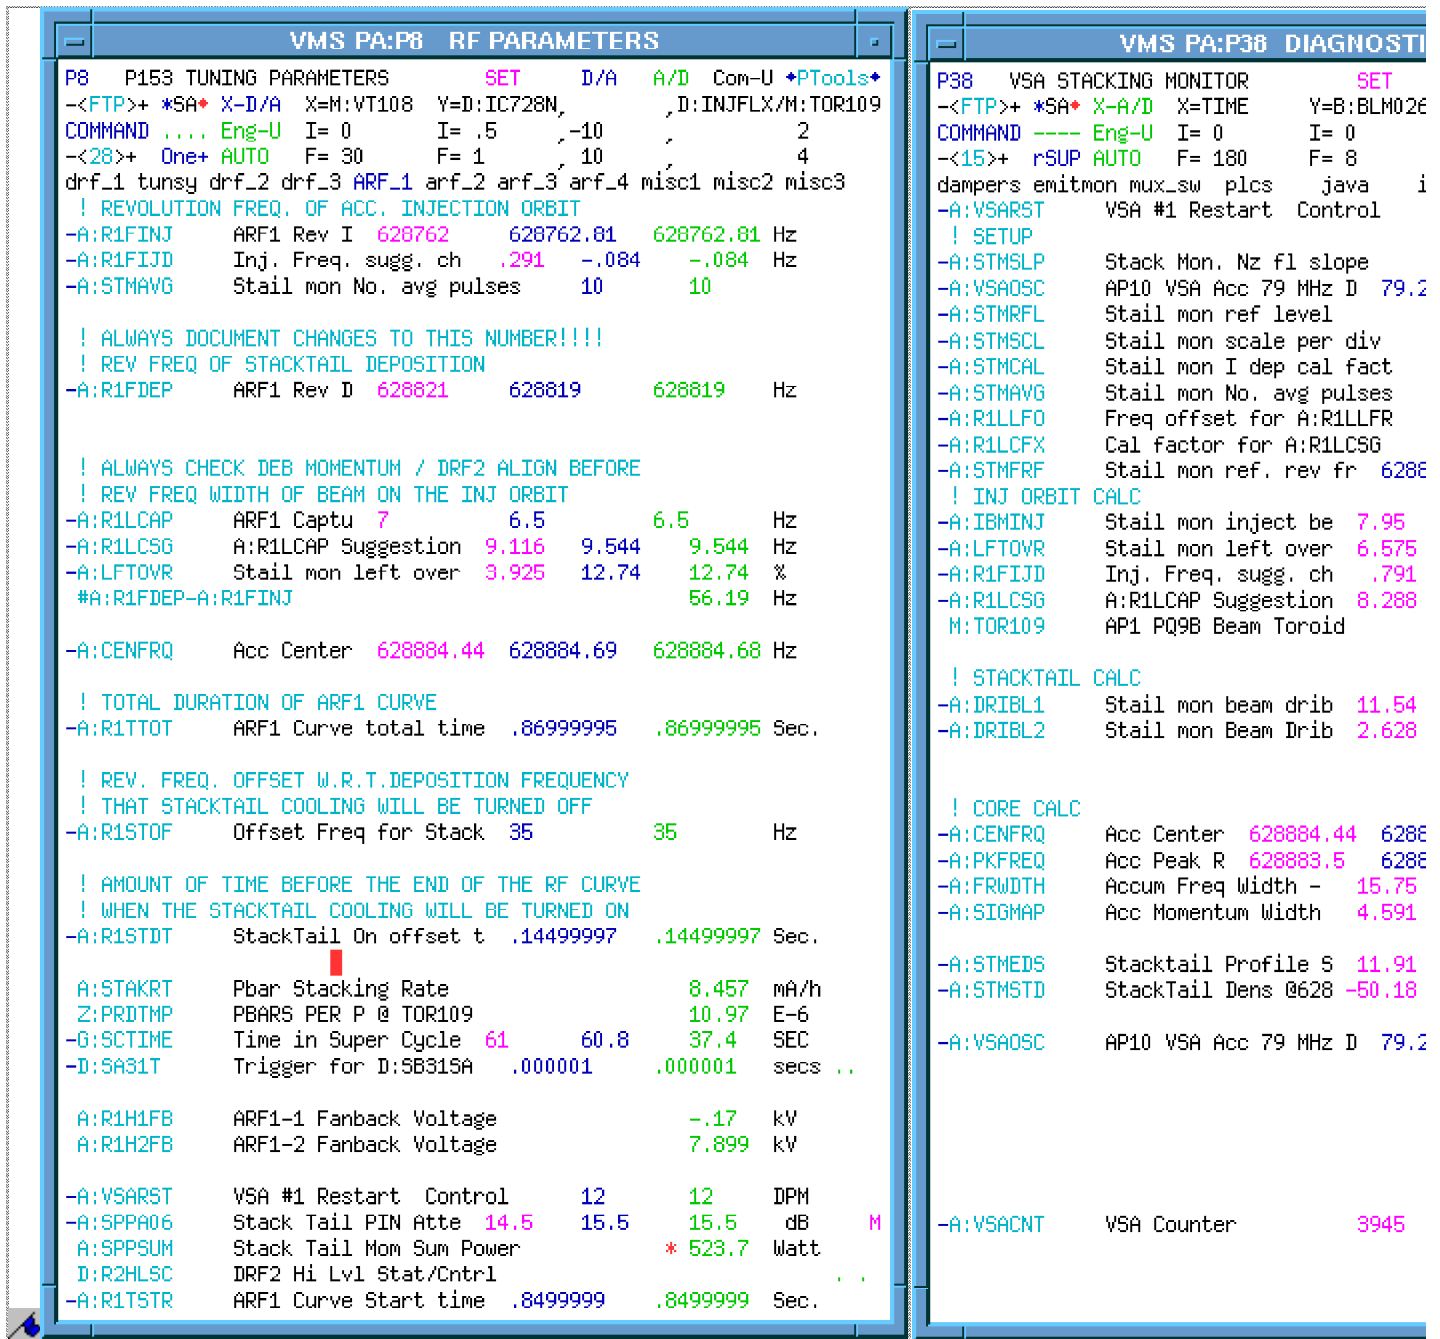 VMS PA:P8 RF PARAMETERS
P8 P153 TUNING PARAMETERS SET D/A A/D Com-U ◆PTools◆
-<FTP>+ *SA◆ X-D/A X=M:VT108 Y=D:IC728N, ,D:INJFLX/M:TOR109
COMMAND .... Eng-U I= 0 I= .5 ,-10 , 2
-<28>+ One+ AUTO F= 30 F= 1 , 10 , 4
drf_1 tunsy drf_2 drf_3 ARF_1 arf_2 arf_3 arf_4 misc1 misc2 misc3
! REVOLUTION FREQ. OF ACC. INJECTION ORBIT
-A:R1FINJ ARF1 Rev I 628762 628762.81 628762.81 Hz
-A:R1FIJD Inj. Freq. sugg. ch .291 -.084 -.084 Hz
-A:STMAVG Stail mon No. avg pulses 10 10
! ALWAYS DOCUMENT CHANGES TO THIS NUMBER!!!!
! REV FREQ OF STACKTAIL DEPOSITION
-A:R1FDEP ARF1 Rev D 628821 628819 628819 Hz
! ALWAYS CHECK DEB MOMENTUM / DRF2 ALIGN BEFORE
! REV FREQ WIDTH OF BEAM ON THE INJ ORBIT
-A:R1LCAP ARF1 Captu 7 6.5 6.5 Hz
-A:R1LCSG A:R1LCAP Suggestion 9.116 9.544 9.544 Hz
-A:LFTOVR Stail mon left over 3.925 12.74 12.74 %
#A:R1FDEP-A:R1FINJ 56.19 Hz
-A:CENFRQ Acc Center 628884.44 628884.69 628884.68 Hz
! TOTAL DURATION OF ARF1 CURVE
-A:R1TTOT ARF1 Curve total time .86999995 .86999995 Sec.
! REV. FREQ. OFFSET W.R.T.DEPOSITION FREQUENCY
! THAT STACKTAIL COOLING WILL BE TURNED OFF
-A:R1STOF Offset Freq for Stack 35 35 Hz
! AMOUNT OF TIME BEFORE THE END OF THE RF CURVE
! WHEN THE STACKTAIL COOLING WILL BE TURNED ON
-A:R1STDT StackTail On offset t .14499997 .14499997 Sec.
A:STAKRT Pbar Stacking Rate 8.457 mA/h
Z:PRDTMP PBARS PER P @ TOR109 10.97 E-6
-G:SCTIME Time in Super Cycle 61 60.8 37.4 SEC
-D:SA31T Trigger for D:SB31SA .000001 .000001 secs ..
A:R1H1FB ARF1-1 Fanback Voltage -.17 kV
A:R1H2FB ARF1-2 Fanback Voltage 7.899 kV
-A:VSARST VSA #1 Restart Control 12 12 DPM
-A:SPPA06 Stack Tail PIN Atte 14.5 15.5 15.5 dB M
A:SPPSUM Stack Tail Mom Sum Power * 523.7 Watt
D:R2HLSC DRF2 Hi Lvl Stat/Cntrl . .
-A:R1TSTR ARF1 Curve Start time .8499999 .8499999 Sec.
VMS PA:P38 DIAGNOSTI
P38 VSA STACKING MONITOR SET
-<FTP>+ *SA◆ X-A/D X=TIME Y=B:BLM026
COMMAND ---- Eng-U I= 0 I= 0
-<15>+ rSUP AUTO F= 180 F= 8
dampers emitmon mux_sw plcs java i
-A:VSARST VSA #1 Restart Control
! SETUP
-A:STMSLP Stack Mon. Nz fl slope
-A:VSAOSC AP10 VSA Acc 79 MHz D 79.2
-A:STMRFL Stail mon ref level
-A:STMSCL Stail mon scale per div
-A:STMCAL Stail mon I dep cal fact
-A:STMAVG Stail mon No. avg pulses
-A:R1LLFO Freq offset for A:R1LLFR
-A:R1LCFX Cal factor for A:R1LCSG
-A:STMFRF Stail mon ref. rev fr 6288
! INJ ORBIT CALC
-A:IBMINJ Stail mon inject be 7.95
-A:LFTOVR Stail mon left over 6.575
-A:R1FIJD Inj. Freq. sugg. ch .791
-A:R1LCSG A:R1LCAP Suggestion 8.288
M:TOR109 AP1 PQ9B Beam Toroid
! STACKTAIL CALC
-A:DRIBL1 Stail mon beam drib 11.54
-A:DRIBL2 Stail mon Beam Drib 2.628
! CORE CALC
-A:CENFRQ Acc Center 628884.44 6288
-A:PKFREQ Acc Peak R 628883.5 6288
-A:FRWDTH Accum Freq Width - 15.75
-A:SIGMAP Acc Momentum Width 4.591
-A:STMEDS Stacktail Profile S 11.91
-A:STMSTD StackTail Dens @628 -50.18
-A:VSAOSC AP10 VSA Acc 79 MHz D 79.2
-A:VSACNT VSA Counter 3945